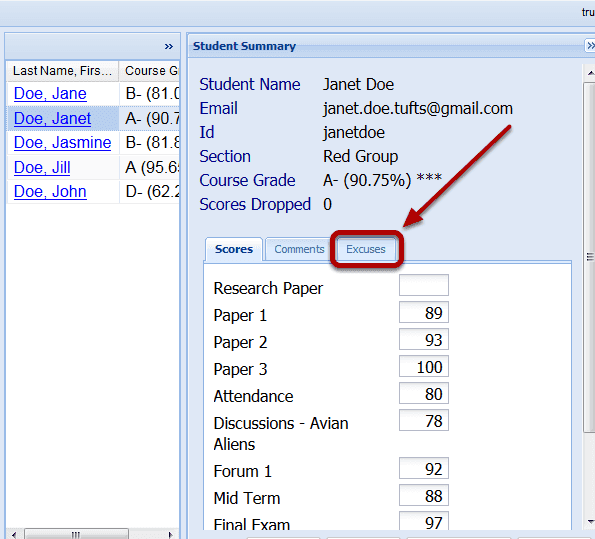 tru
»
Student Summary
»
Last Name, Firs... Course Gr
Doe, Jane B- (81.0
Doe, Janet A- (90.7
Doe, Jasmine B- (81.8
Doe, Jill A (95.69
Doe, John D- (62.2
Student Name Janet Doe
Email janet.doe.tufts@gmail.com
Id janetdoe
Section Red Group
Course Grade A- (90.75%) ***
Scores Dropped 0
Scores Comments Excuses
Research Paper
Paper 1 89
Paper 2 93
Paper 3 100
Attendance 80
Discussions - Avian 78
Aliens
Forum 1 92
Mid Term 88
Final Exam 97